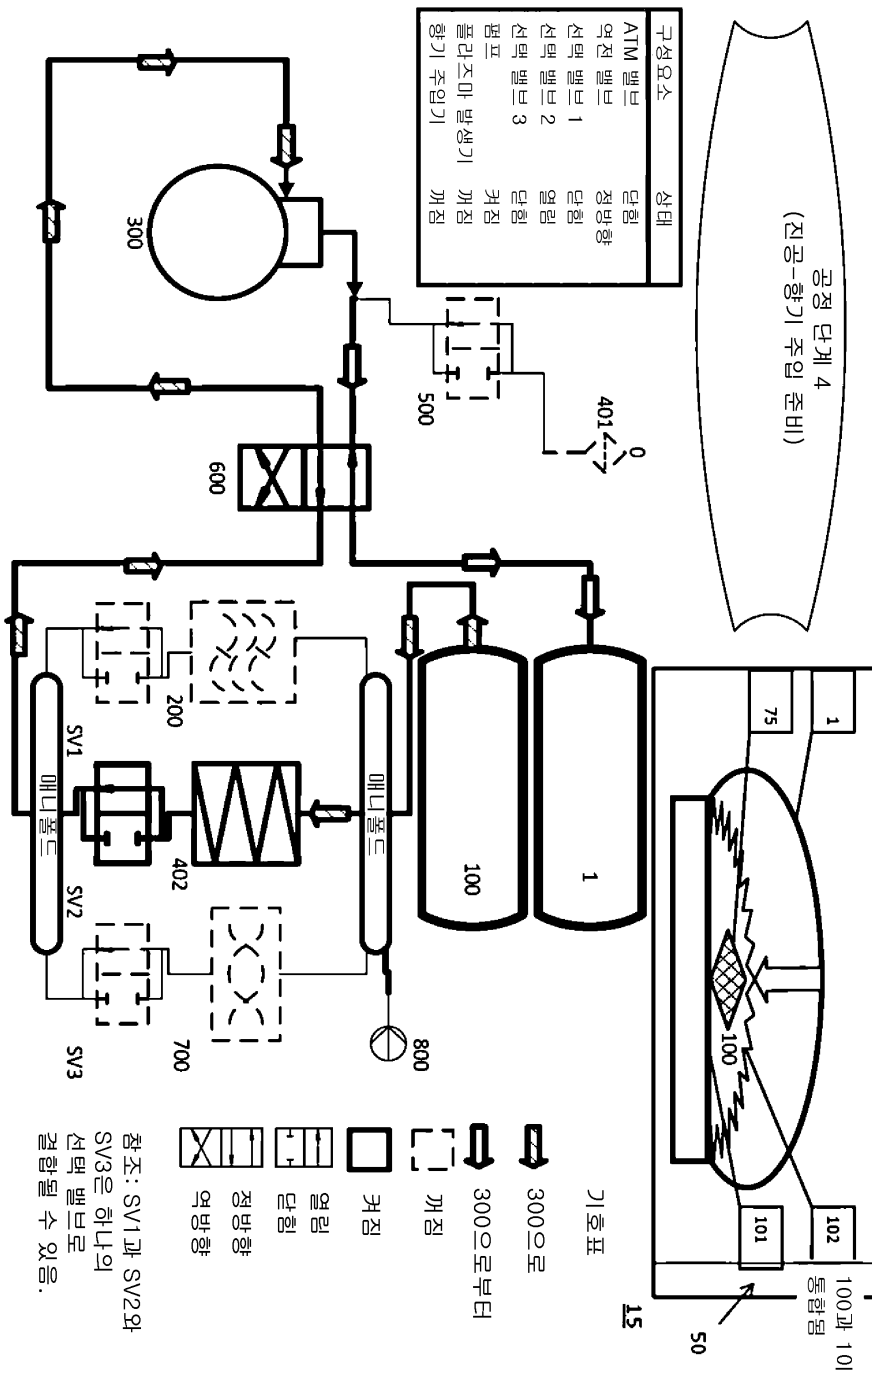 공정 단계 4
(진공-향기 주입 준비)
구성요소 상태
ATM 밸브 닫힘
역전 밸브 정방향
선택 밸브 1 닫힘
선택 밸브 2 열림
선택 밸브 3 닫힘
펌프 켜짐
플라즈마 발생기 꺼짐
향기 주입기 꺼짐
1
75
100
102
101
100과 10이
통합됨
50
15
300
500
401
0
600
1
100
200
SV1
매니폴드
402
매니폴드
SV2
700
SV3
800
기호표
300으로
300으로부터
꺼짐
켜짐
열림
닫힘
정방향
역방향
참조: SV1과 SV2와
SV3은 하나의
선택 밸브로
결합될 수 있음.